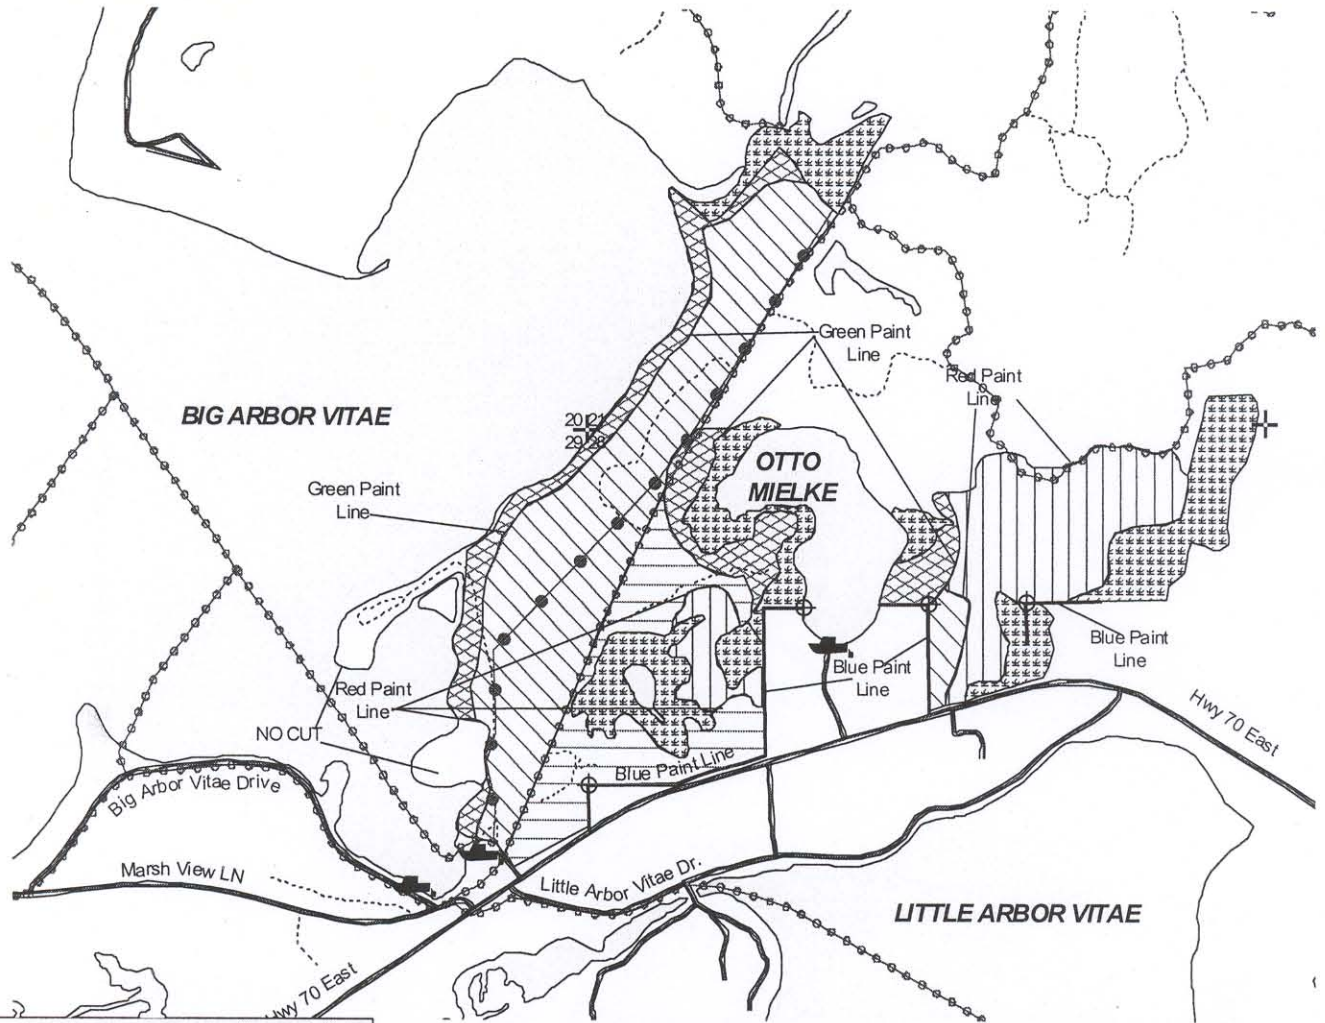 Green Paint
Line
Red Paint
Line
BIG ARBOR VITAE
20 21
29 28
OTTO
MIELKE
Green Paint
Line
Blue Paint
Line
Blue Paint
Line
Red Paint
Line
NO CUT
Hwy 70 East
Blue Paint Line
Big Arbor Vitae Drive
Marsh View LN
Little Arbor Vitae Dr.
LITTLE ARBOR VITAE
Hwy 70 East